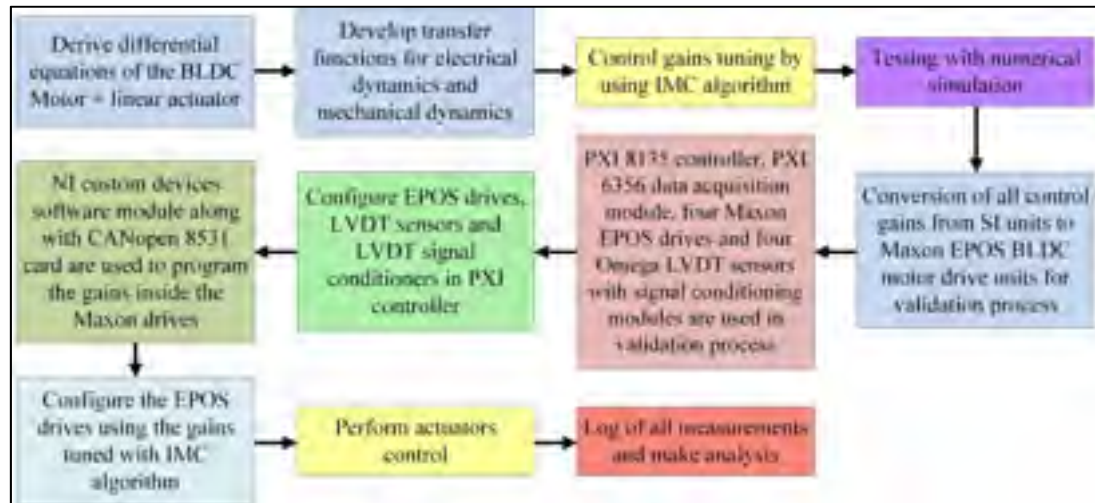 Derive differential
equations of the BLDC
Motor + linear actuator
Develop transfer
functions for electrical
dynamics and
mechanical dynamics
Control gains tuning by
using IMC algorithm
Testing with numerical
simulation
Conversion of all control
gains from SI units to
Maxon EPOS BLDC
motor drive units for
validation process
PXI 8135 controller, PXI
6356 data acquisition
module, four Maxon
EPOS drives and four
Omega LVDT sensors
with signal conditioning
modules are used in
validation process
Configure EPOS drives,
LVDT sensors and
LVDT signal
conditioners in PXI
controller
NI custom devices
software module along
with CANopen 8531
card are used to program
the gains inside the
Maxon drives
Configure the EPOS
drives using the gains
tuned with IMC
algorithm
Perform actuators
control
Log of all measurements
and make analysis